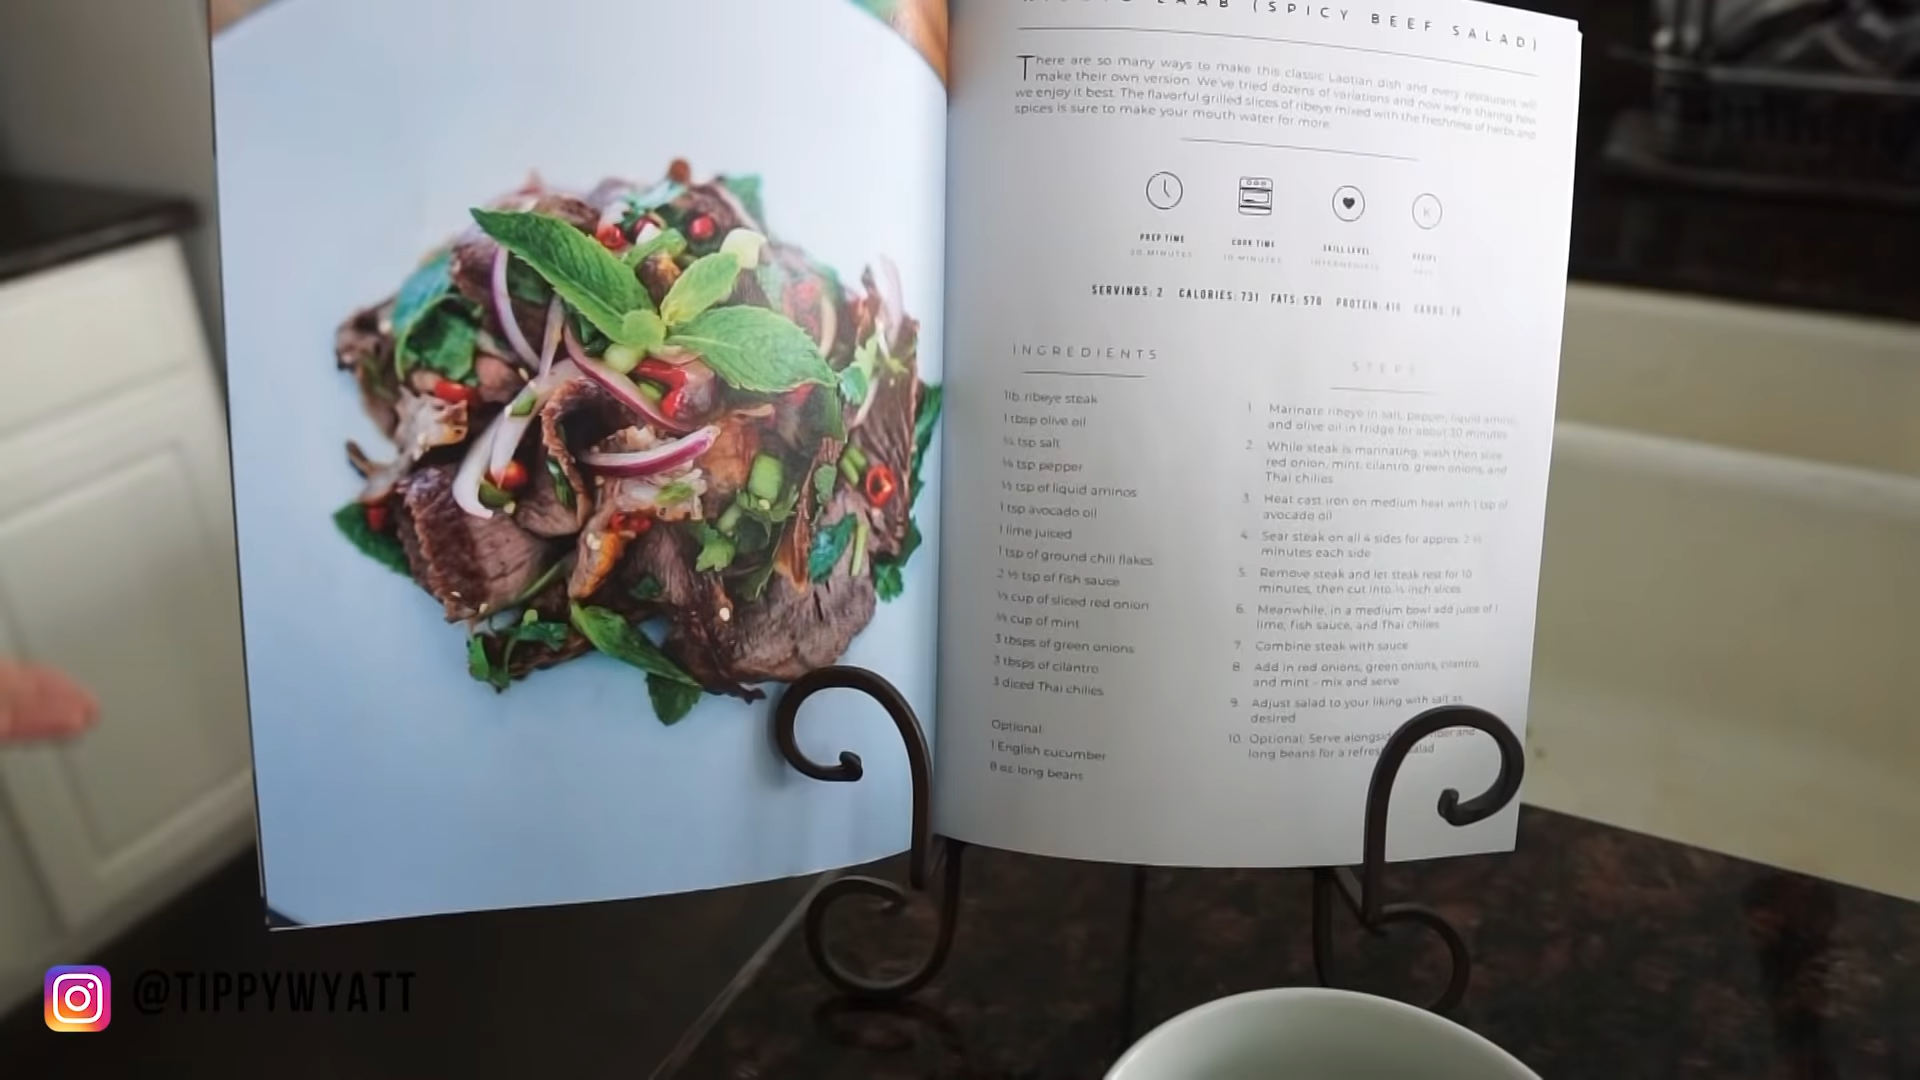 LAAB (SPICY BEEF SALAD)
There are so many ways to make this classic Laotian dish and every restaurant will
make their own version. We've tried dozens of variations and now we're sharing how
we enjoy it best. The flavorful grilled slices of ribeye mixed with the freshness of herbs and
spices is sure to make your mouth water for more.
K
PREP TIME
COOK TIME
SKILL LEVEL
RECIPE
20 MINUTES
10 MINUTES
INTERMEDIATE
SERVINGS: 2 CALORIES: 731 FATS: 57G PROTEIN: 41G CARBS: 7G
INGREDIENTS
1lb ribeye steak
1 tbsp olive oil
tsp salt
tsp pepper
½ tsp of liquid aminos
1 tsp avocado oil
1 lime juiced
1 tsp of ground chili flakes
2 ½ tsp of fish sauce
cup of sliced red onion
cup of mint
3 tbsps of green onions
3 tbsps of cilantro
3 diced Thai chilies
Optional:
1 English cucumber
8 oz long beans
STEPS
1. Marinate ribeye in salt, pepper, liquid aminos
and olive oil in fridge for about 30 minutes
2. While steak is marinating, wash then slice
red onion, mint, cilantro, green onions, and
Thai chilies
3. Heat cast iron on medium heat with 1 tsp of
avocado oil
4. Sear steak on all 4 sides for approx. 2 ½
minutes each side
5. Remove steak and let steak rest for 10
minutes, then cut into ¼ inch slices
6. Meanwhile, in a medium bowl add juice of 1
lime, fish sauce, and Thai chilies
7. Combine steak with sauce
8. Add in red onions, green onions, cilantro
and mint - mix and serve
9. Adjust salad to your liking with salt as
desired
10. Optional: Serve and
long beans for a salad
@TIPPYWYATT